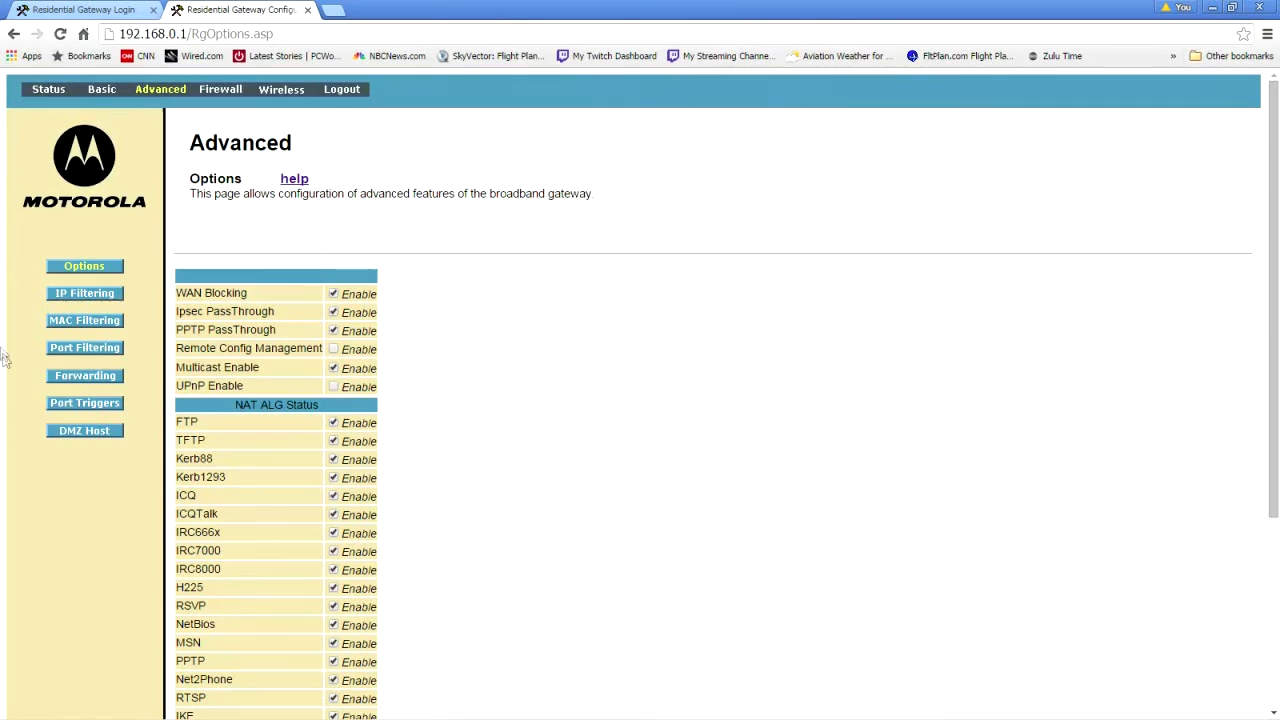 Residential Gateway Login
Residential Gateway Config
You
192.168.0.1/RgOptions.asp
Apps
Bookmarks
CNN
Wired.com
Latest Stories | PCWo...
NBCNews.com
SkyVector: Flight Plan...
My Twitch Dashboard
My Streaming Channe...
Aviation Weather for ...
FltPlan.com Flight Pla...
Zulu Time
»
Other bookmarks
Status Basic Advanced Firewall Wireless Logout
MOTOROLA
Options
IP Filtering
MAC Filtering
Port Filtering
Forwarding
Port Triggers
DMZ Host
Advanced
Options help
This page allows configuration of advanced features of the broadband gateway.
WAN Blocking Enable
Ipsec PassThrough Enable
PPTP PassThrough Enable
Remote Config Management Enable
Multicast Enable Enable
UPnP Enable Enable
NAT ALG Status
FTP Enable
TFTP Enable
Kerb88 Enable
Kerb1293 Enable
ICQ Enable
ICQTalk Enable
IRC666x Enable
IRC7000 Enable
IRC8000 Enable
H225 Enable
RSVP Enable
NetBios Enable
MSN Enable
PPTP Enable
Net2Phone Enable
RTSP Enable
IKE Enable